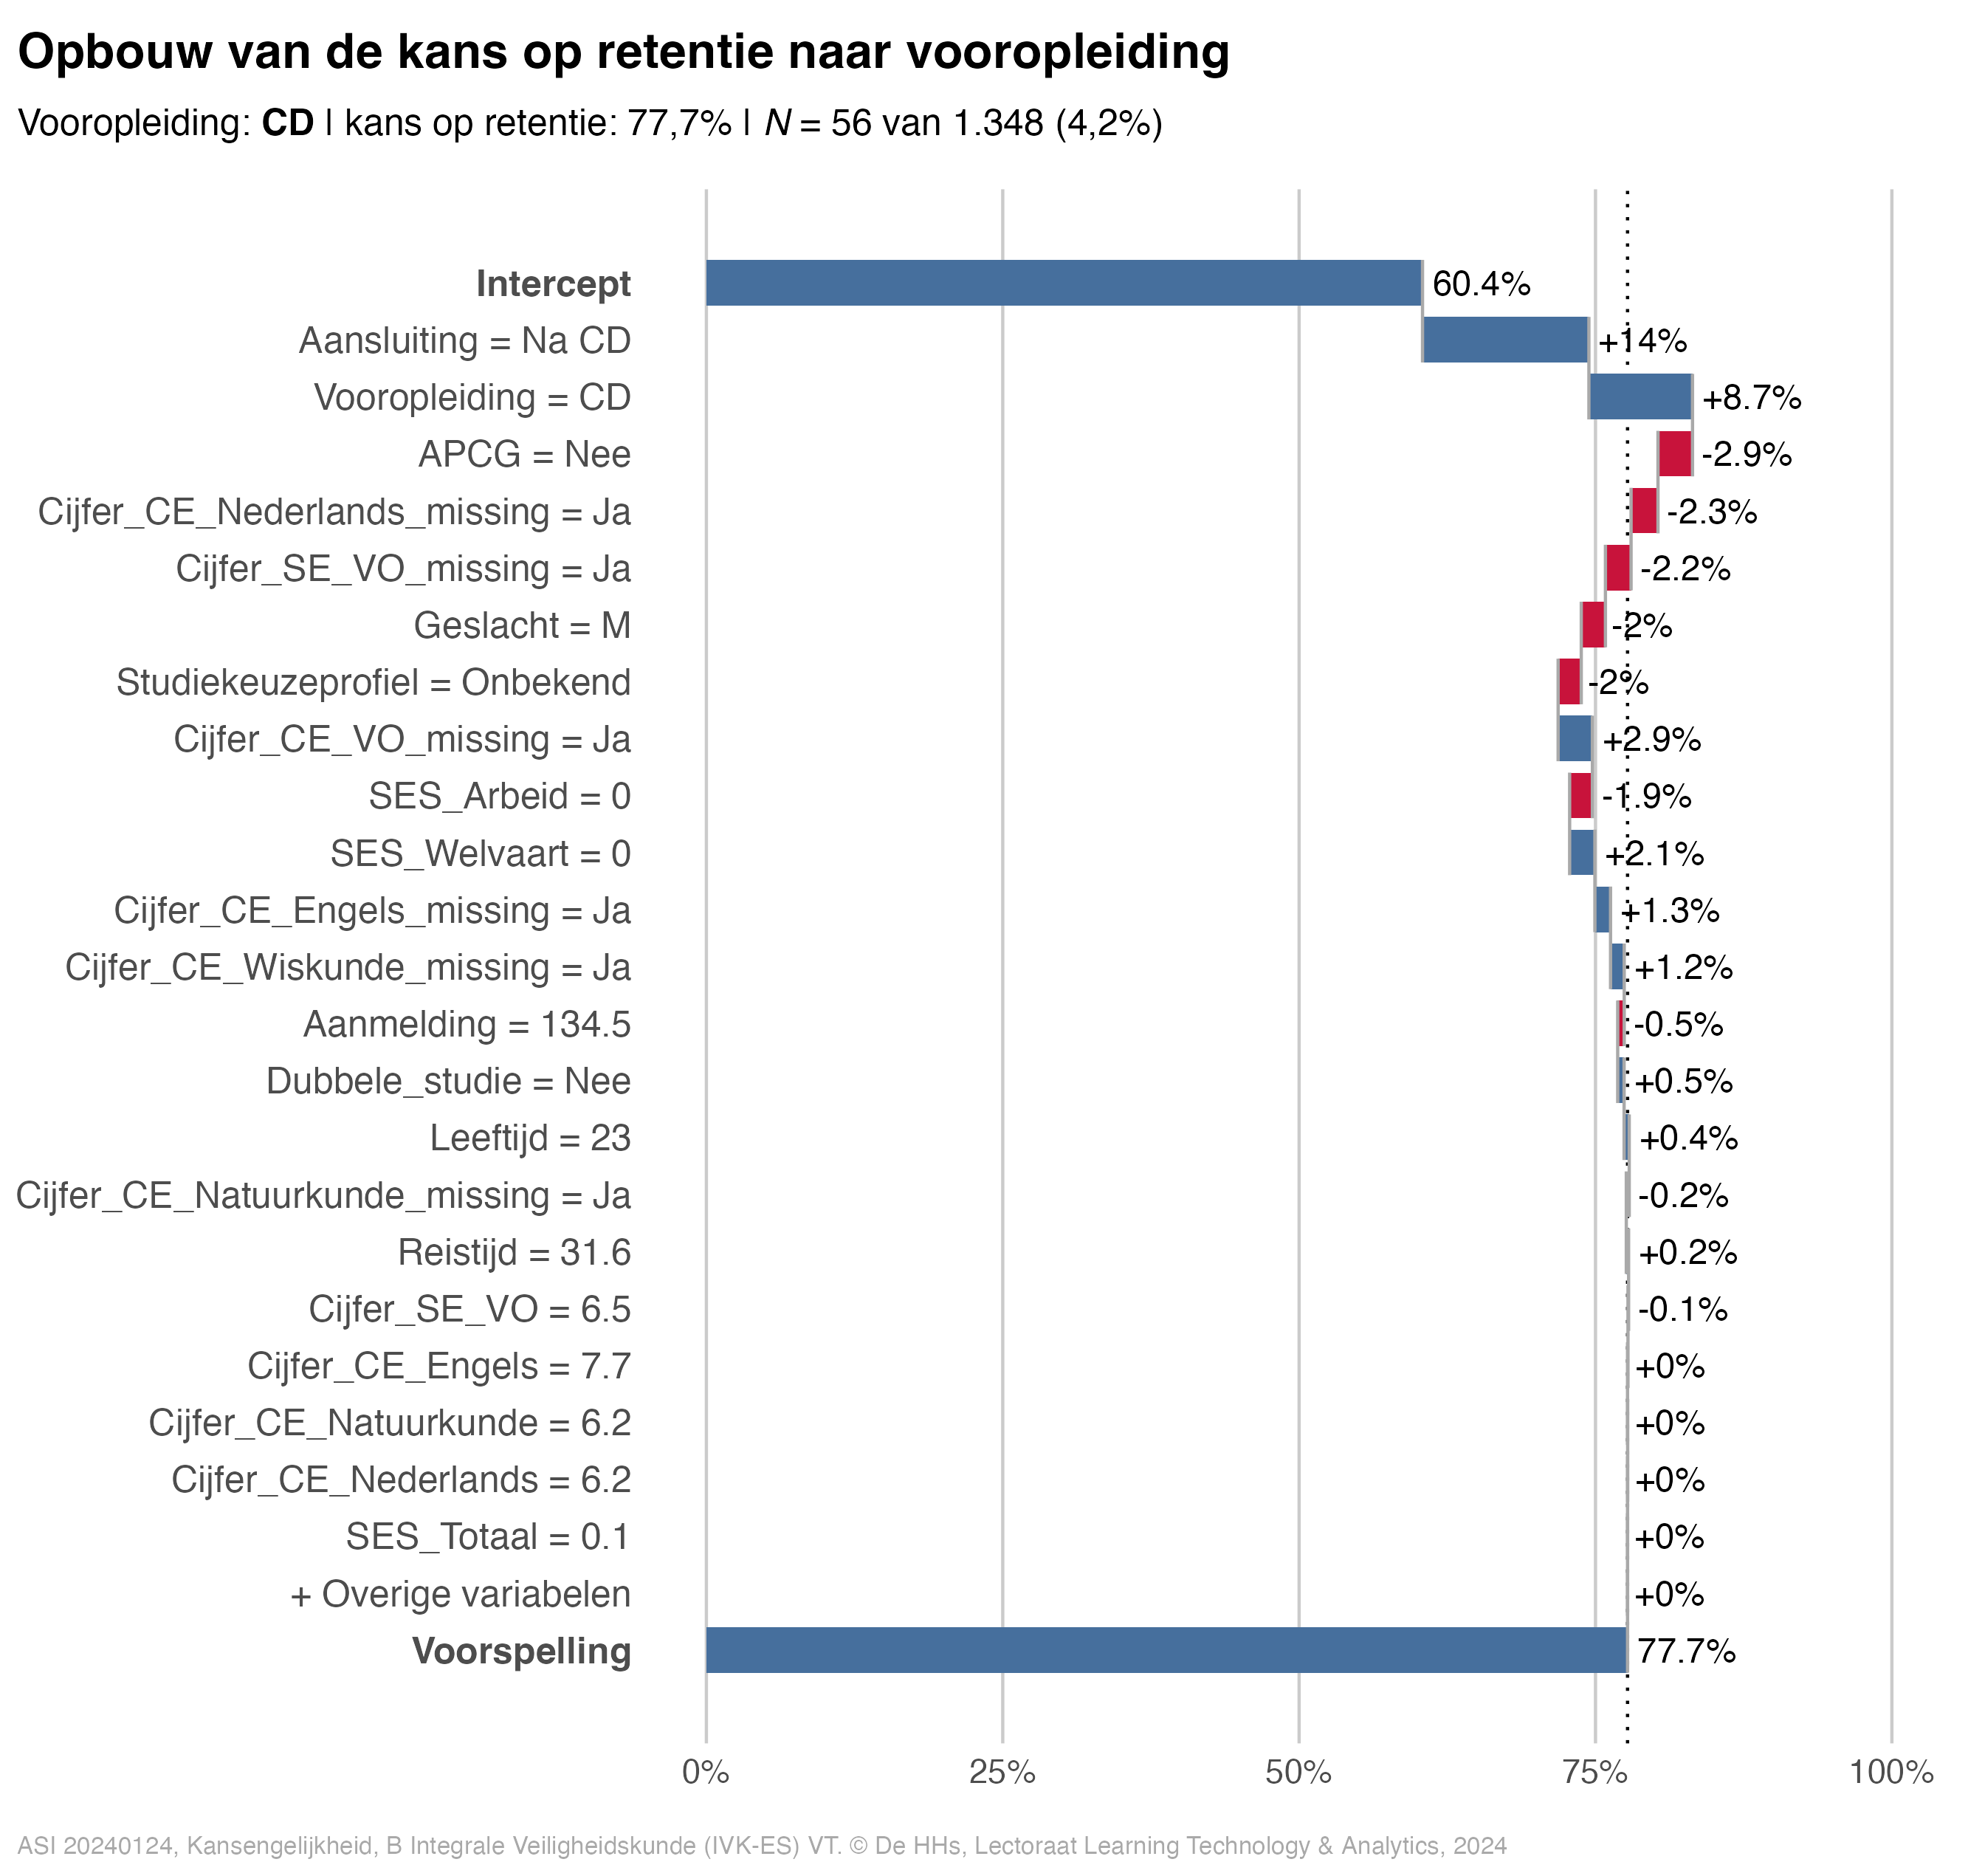 Opbouw van de kans op retentie naar vooropleiding
Vooropleiding: CD | kans op retentie: 77,7% | N = 56 van 1.348 (4,2%)
Intercept 60.4%
Aansluiting = Na CD +14%
Vooropleiding = CD +8.7%
APCG = Nee -2.9%
Cijfer_CE_Nederlands_missing = Ja -2.3%
Cijfer_SE_VO_missing = Ja -2.2%
Geslacht = M -2%
Studiekeuzeprofiel = Onbekend -2%
Cijfer_CE_VO_missing = Ja +2.9%
SES_Arbeid = 0 -1.9%
SES_Welvaart = 0 +2.1%
Cijfer_CE_Engels_missing = Ja +1.3%
Cijfer_CE_Wiskunde_missing = Ja +1.2%
Aanmelding = 134.5 -0.5%
Dubbele_studie = Nee +0.5%
Leeftijd = 23 +0.4%
Cijfer_CE_Natuurkunde_missing = Ja -0.2%
Reistijd = 31.6 +0.2%
Cijfer_SE_VO = 6.5 -0.1%
Cijfer_CE_Engels = 7.7 +0%
Cijfer_CE_Natuurkunde = 6.2 +0%
Cijfer_CE_Nederlands = 6.2 +0%
SES_Totaal = 0.1 +0%
+ Overige variabelen +0%
Voorspelling 77.7%
0% 25% 50% 75% 100%
ASI 20240124, Kansengelijkheid, B Integrale Veiligheidskunde (IVK-ES) VT. © De HHs, Lectoraat Learning Technology & Analytics, 2024